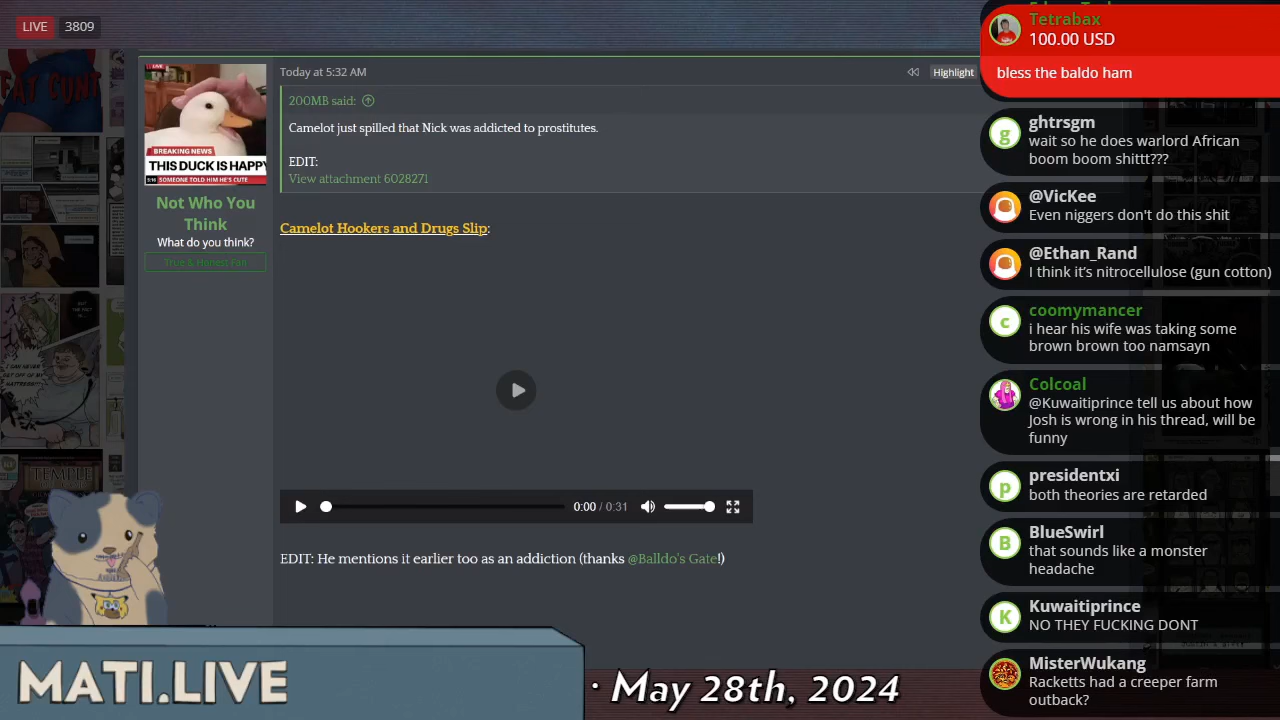 LIVE 3809
FAT CUNT
Today at 5:32 AM
Highlight
200MB said:
Camelot just spilled that Nick was addicted to prostitutes.
EDIT:
View attachment 6028271
BREAKING NEWS
THIS DUCK IS HAPPY
SOMEONE TOLD HIM HE'S CUTE
Not Who You
Think
What do you think?
True & Honest Fan
Camelot Hookers and Drugs Slip:
0:00 / 0:31
EDIT: He mentions it earlier too as an addiction (thanks @Balldo's Gate!)
TEMPLE
MATI.LIVE
· May 28th, 2024
Tetrabax
100.00 USD
bless the baldo ham
ghtrsgm
wait so he does warlord African
boom boom shittt???
@VicKee
Even niggers don't do this shit
@Ethan_Rand
I think it's nitrocellulose (gun cotton)
coomymancer
i hear his wife was taking some
brown brown too namsayn
Colcoal
@Kuwaitiprince tell us about how
Josh is wrong in his thread, will be
funny
presidentxi
both theories are retarded
BlueSwirl
that sounds like a monster
headache
Kuwaitiprince
NO THEY FUCKING DONT
MisterWukang
Racketts had a creeper farm
outback?